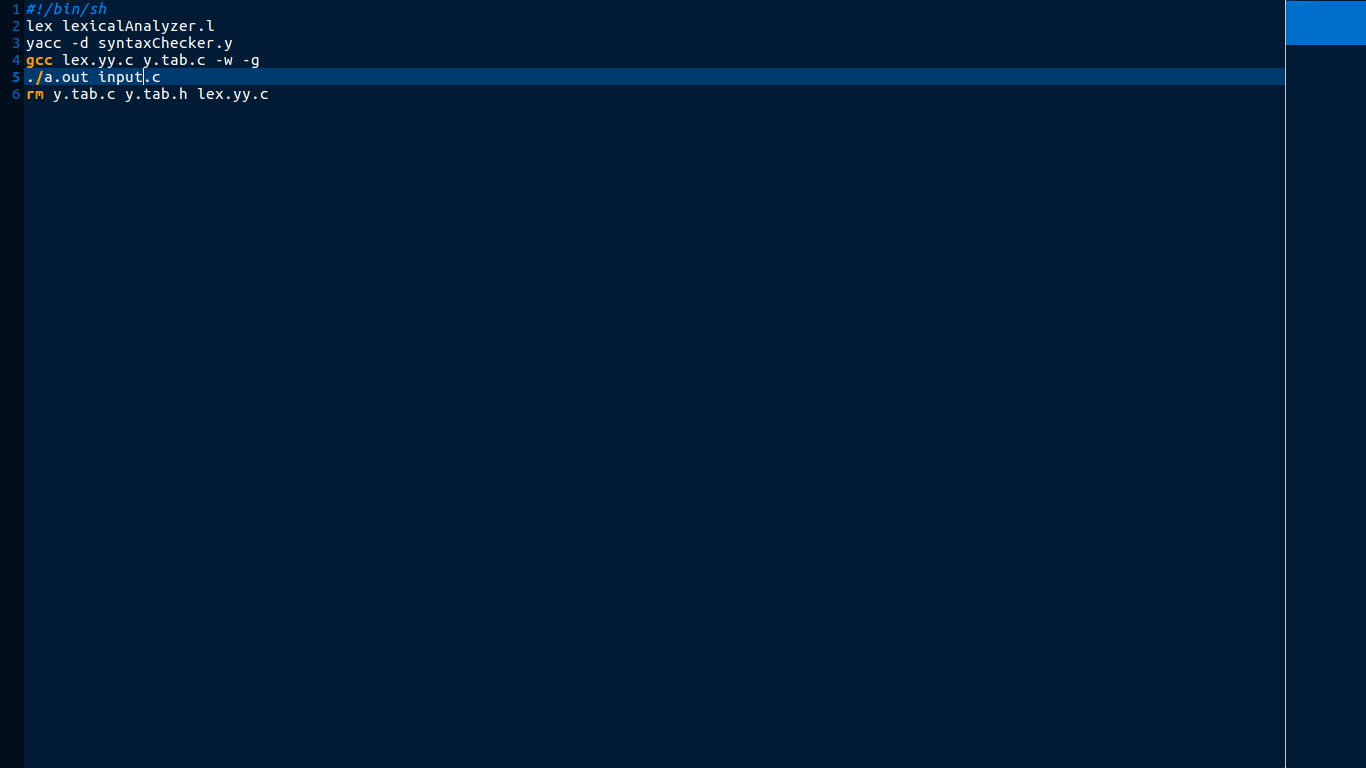 1 #!/bin/sh
2 lex lexicalAnalyzer.l
3 yacc -d syntaxChecker.y
4 gcc lex.yy.c y.tab.c -w -g
5 ./a.out input.c
6 rm y.tab.c y.tab.h lex.yy.c